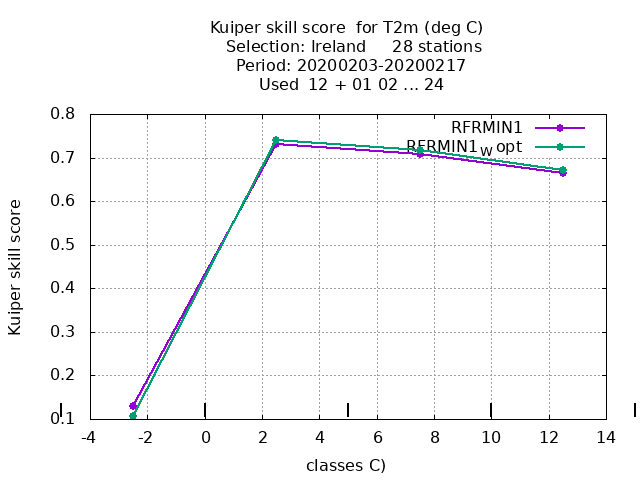 Kuiper skill score for T2m (deg C)
Selection: Ireland 28 stations
Period: 20200203-20200217
Used 12 + 01 02 ... 24
RFRMIN1
RFRMIN1W opt
Kuiper skill score
0.8
0.7
0.6
0.5
0.4
0.3
0.2
0.1
-4 -2 0 2 4 6 8 10 12 14
classes C)